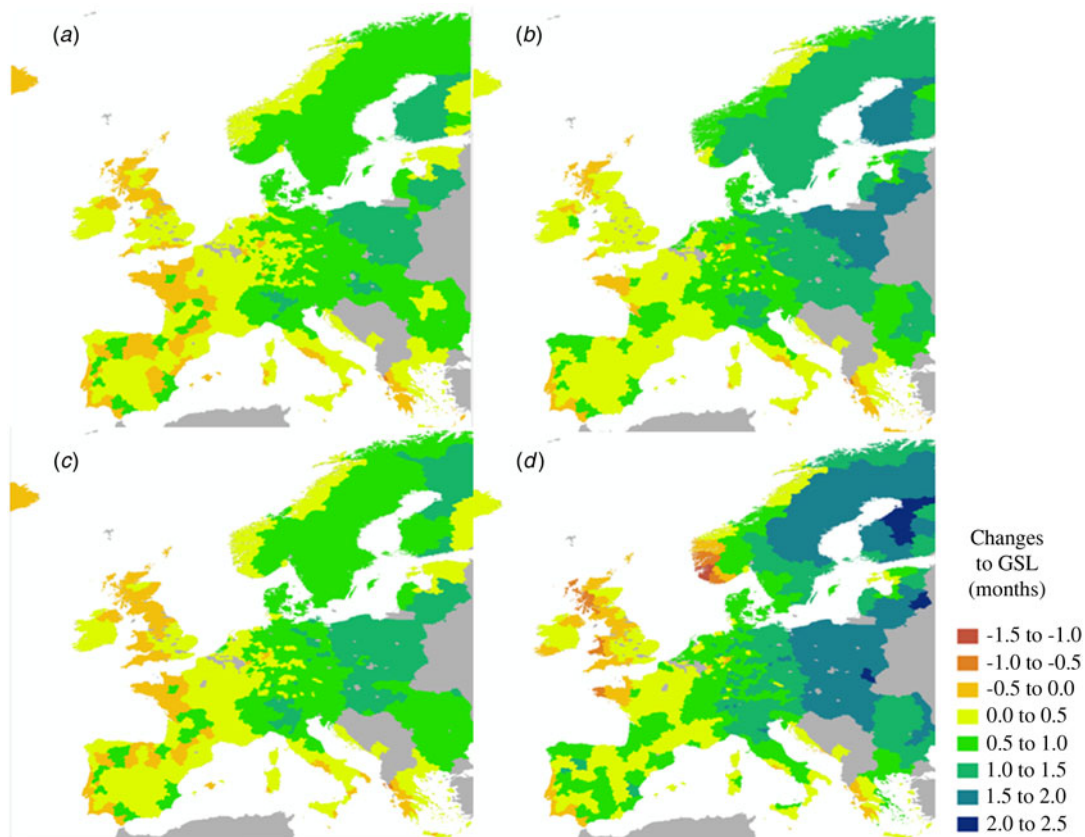 (a)
(b)
(c)
(d)
Changes
to GSL
(months)
-1.5 to -1.0
-1.0 to -0.5
-0.5 to 0.0
0.0 to 0.5
0.5 to 1.0
1.0 to 1.5
1.5 to 2.0
2.0 to 2.5